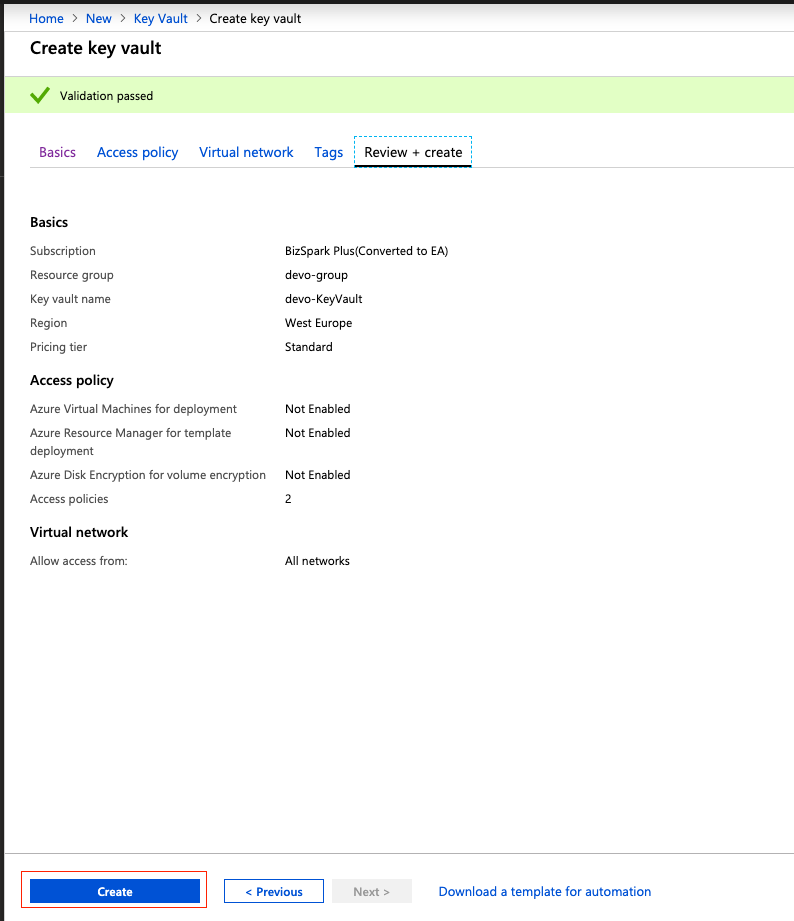 Home > New > Key Vault > Create key vault
Create key vault
Validation passed
Basics Access policy Virtual network Tags Review + create
Basics
Subscription BizSpark Plus(Converted to EA)
Resource group devo-group
Key vault name devo-KeyVault
Region West Europe
Pricing tier Standard
Access policy
Azure Virtual Machines for deployment Not Enabled
Azure Resource Manager for template Not Enabled
deployment
Azure Disk Encryption for volume encryption Not Enabled
Access policies 2
Virtual network
Allow access from: All networks
Create < Previous Next > Download a template for automation